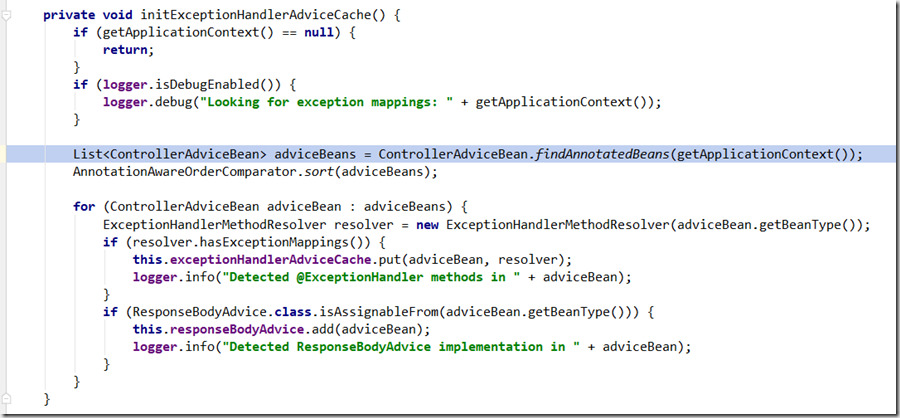 private void initExceptionHandlerAdviceCache() {
    if (getApplicationContext() == null) {
        return;
    }
    if (logger.isDebugEnabled()) {
        logger.debug("Looking for exception mappings: " + getApplicationContext());
    }
    List<ControllerAdviceBean> adviceBeans = ControllerAdviceBean.findAnnotatedBeans(getApplicationContext());
    AnnotationAwareOrderComparator.sort(adviceBeans);
    for (ControllerAdviceBean adviceBean : adviceBeans) {
        ExceptionHandlerMethodResolver resolver = new ExceptionHandlerMethodResolver(adviceBean.getBeanType());
        if (resolver.hasExceptionMappings()) {
            this.exceptionHandlerAdviceCache.put(adviceBean, resolver);
            logger.info("Detected @ExceptionHandler methods in " + adviceBean);
        }
        if (ResponseBodyAdvice.class.isAssignableFrom(adviceBean.getBeanType())) {
            this.responseBodyAdvice.add(adviceBean);
            logger.info("Detected ResponseBodyAdvice implementation in " + adviceBean);
        }
    }
}